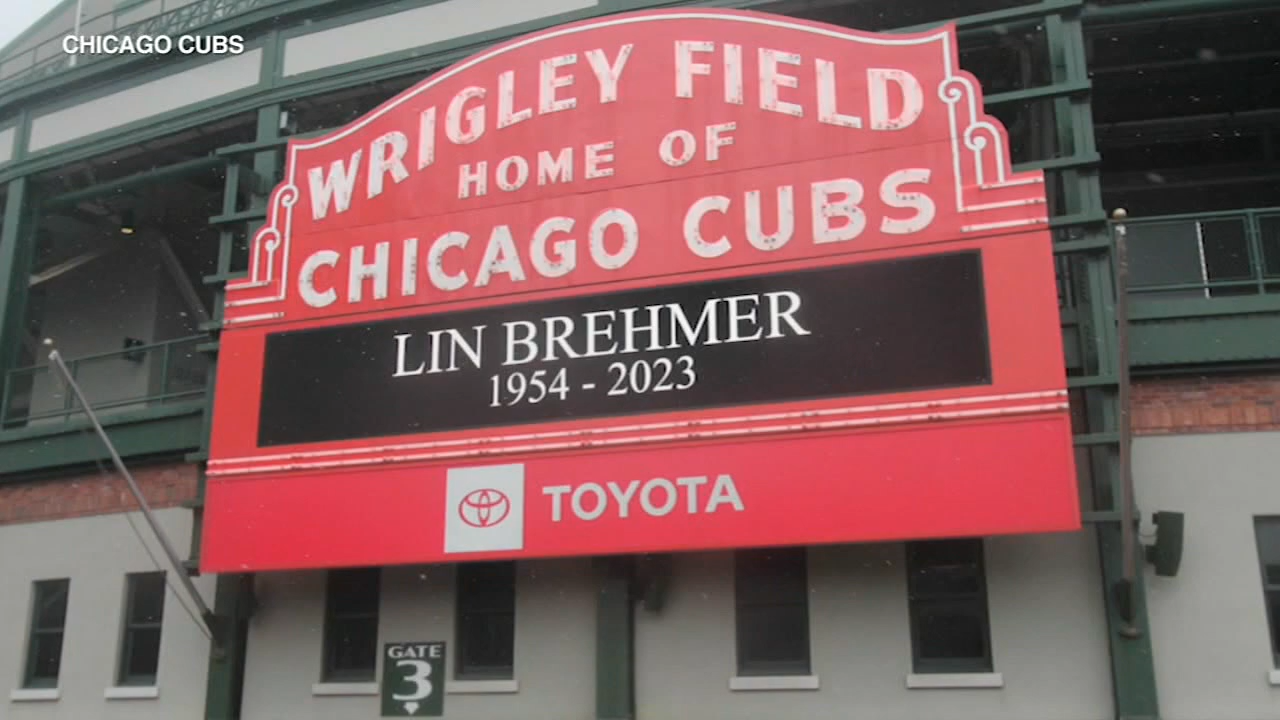 CHICAGO CUBS
WRIGLEY FIELD
HOME OF
CHICAGO CUBS
LIN BREHMER
1954 - 2023
TOYOTA
GATE
3